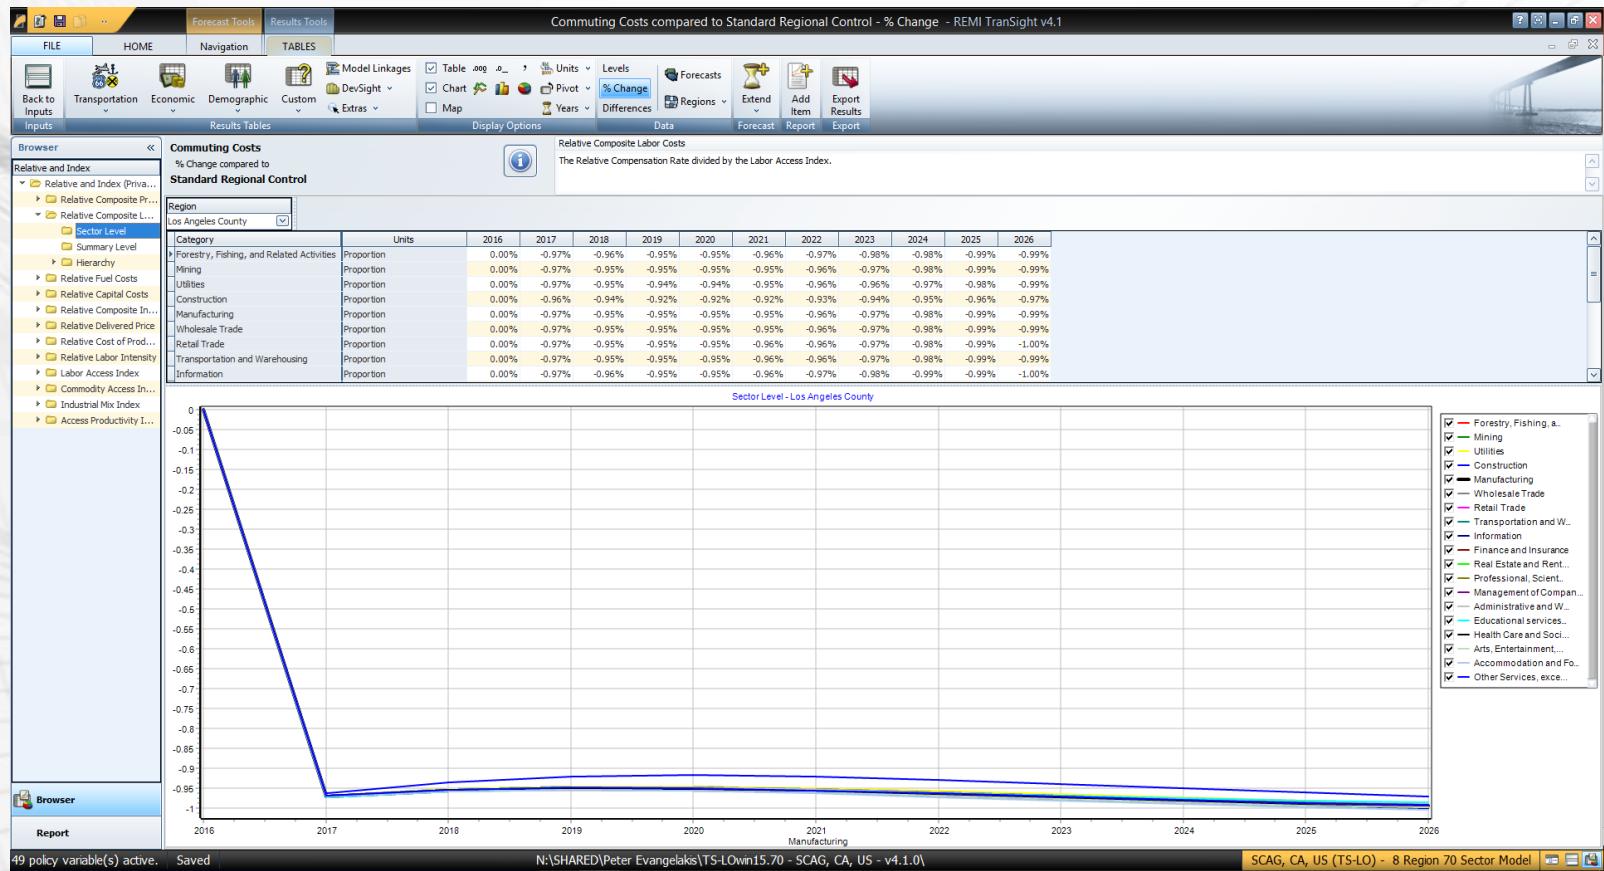 Forecast Tools
Results Tools
Commuting Costs compared to Standard Regional Control - % Change - REMI TranSight v4.1
FILE
HOME
Navigation
TABLES
Back to Inputs
Transportation
Economic
Demographic
Custom
Model Linkages
DevSight
Extras
Table
Chart
Map
Units
Pivot
Years
Levels
% Change
Differences
Forecasts
Regions
Extend
Add Item
Export Results
Inputs
Results Tables
Display Options
Data
Forecast
Report
Export
Browser
Relative and Index
Relative and Index (Priva...
Relative Composite Pr...
Relative Composite L...
Sector Level
Summary Level
Hierarchy
Relative Fuel Costs
Relative Capital Costs
Relative Composite In...
Relative Delivered Price
Relative Cost of Prod...
Relative Labor Intensity
Labor Access Index
Commodity Access In...
Industrial Mix Index
Access Productivity I...
Browser
Report
Commuting Costs
% Change compared to
Standard Regional Control
Relative Composite Labor Costs
The Relative Compensation Rate divided by the Labor Access Index.
Region
Los Angeles County
Category Units 2016 2017 2018 2019 2020 2021 2022 2023 2024 2025 2026
Forestry, Fishing, and Related Activities Proportion 0.00% -0.97% -0.96% -0.95% -0.95% -0.96% -0.97% -0.98% -0.98% -0.99% -0.99%
Mining Proportion 0.00% -0.97% -0.95% -0.95% -0.95% -0.95% -0.96% -0.97% -0.98% -0.99% -0.99%
Utilities Proportion 0.00% -0.97% -0.95% -0.94% -0.94% -0.95% -0.96% -0.96% -0.97% -0.98% -0.99%
Construction Proportion 0.00% -0.96% -0.94% -0.92% -0.92% -0.92% -0.93% -0.94% -0.95% -0.96% -0.97%
Manufacturing Proportion 0.00% -0.97% -0.95% -0.95% -0.95% -0.95% -0.96% -0.97% -0.98% -0.99% -0.99%
Wholesale Trade Proportion 0.00% -0.97% -0.95% -0.95% -0.95% -0.95% -0.96% -0.97% -0.98% -0.99% -0.99%
Retail Trade Proportion 0.00% -0.97% -0.95% -0.95% -0.95% -0.96% -0.96% -0.97% -0.98% -0.99% -1.00%
Transportation and Warehousing Proportion 0.00% -0.97% -0.95% -0.95% -0.95% -0.96% -0.96% -0.97% -0.98% -0.99% -0.99%
Information Proportion 0.00% -0.97% -0.96% -0.95% -0.95% -0.96% -0.97% -0.98% -0.99% -0.99% -1.00%
Sector Level - Los Angeles County
0
-0.05
-0.1
-0.15
-0.2
-0.25
-0.3
-0.35
-0.4
-0.45
-0.5
-0.55
-0.6
-0.65
-0.7
-0.75
-0.8
-0.85
-0.9
-0.95
-1
2016 2017 2018 2019 2020 2021 2022 2023 2024 2025 2026
Manufacturing
Forestry, Fishing, a..
Mining
Utilities
Construction
Manufacturing
Wholesale Trade
Retail Trade
Transportation and W..
Information
Finance and Insurance
Real Estate and Rent...
Professional, Scient..
Management of Compan...
Administrative and W..
Educational services..
Health Care and Soci...
Arts, Entertainment,...
Accommodation and Fo..
Other Services, exce...
49 policy variable(s) active.
Saved
N:\SHARED\Peter Evangelakis\TS-LOwin15.70 - SCAG, CA, US - v4.1.0\
SCAG, CA, US (TS-LO) - 8 Region 70 Sector Model